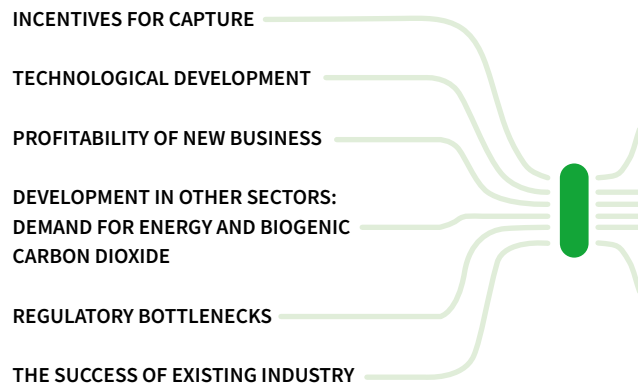 INCENTIVES FOR CAPTURE
TECHNOLOGICAL DEVELOPMENT
PROFITABILITY OF NEW BUSINESS
DEVELOPMENT IN OTHER SECTORS:
DEMAND FOR ENERGY AND BIOGENIC
CARBON DIOXIDE
REGULATORY BOTTLENECKS
THE SUCCESS OF EXISTING INDUSTRY